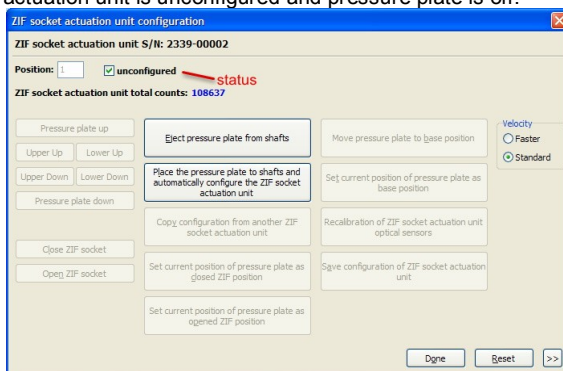 actuation unit is unconfigured and pressure plate is on.
ZIF socket actuation unit configuration
ZIF socket actuation unit S/N: 2339-00002
Position: 1 unconfigured
status
ZIF socket actuation unit total counts: 108637
Pressure plate up
Upper Up Lower Up
Upper Down Lower Down
Pressure plate down
Close ZIF socket
Open ZIF socket
Eject pressure plate from shafts
Place the pressure plate to shafts and
automatically configure the ZIF socket
actuation unit
Copy configuration from another ZIF
socket actuation unit
Set current position of pressure plate as
closed ZIF position
Set current position of pressure plate as
opened ZIF position
Move pressure plate to base position
Set current position of pressure plate as
base position
Recalibration of ZIF socket actuation unit
optical sensors
Save configuration of ZIF socket actuation
unit
Velocity
Faster
Standard
Done Reset >>